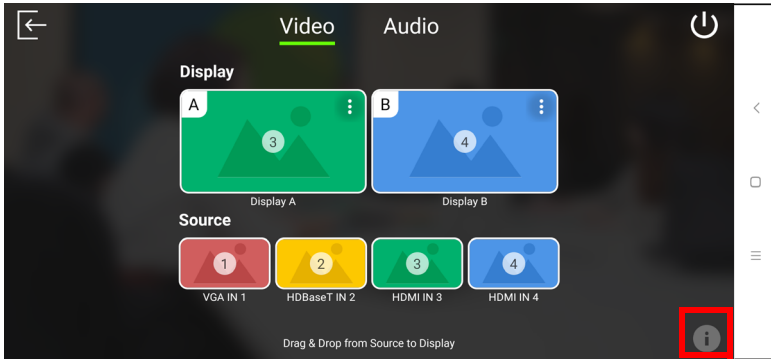 Video Audio
Display
A B
3 4
Display A Display B
Source
1 2 3 4
VGA IN 1 HDBaseT IN 2 HDMI IN 3 HDMI IN 4
Drag & Drop from Source to Display